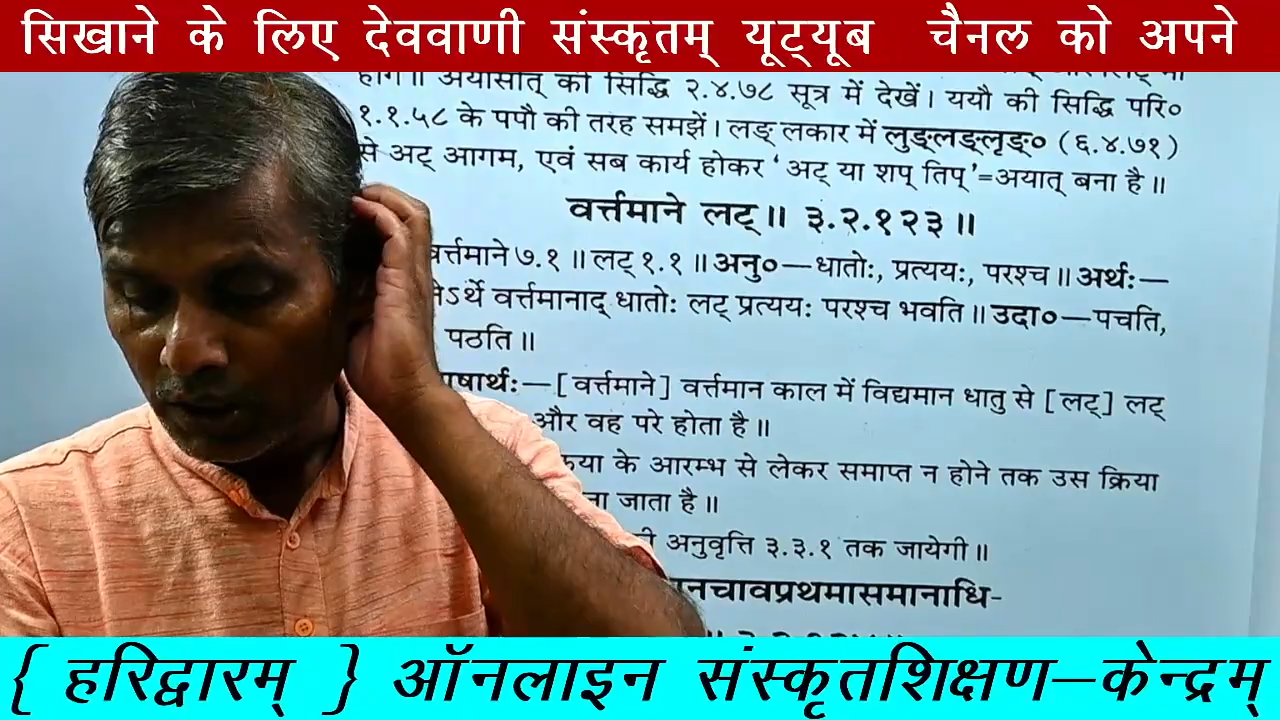 सिखाने के लिए देववाणी संस्कृतम् यूट्यूब चैनल को अपने
होंगे॥ अयासीत् की सिद्धि २.४.७८ सूत्र में देखें। ययौ की सिद्धि परि०
१.१.५८ के पपौ की तरह समझें। लङ् लकार में लुङ्लङ्लृङ्० (६.४.७१)
से अट् आगम, एवं सब कार्य होकर ‘अट् या शप् तिप्’=अयात् बना है॥
वर्त्तमाने लट्॥ ३.२.१२३॥
वर्त्तमाने ७.१॥ लट् १.१॥ अनु०—धातोः, प्रत्ययः, परश्च॥ अर्थः—
वर्त्तमानाद् धातोः लट् प्रत्ययः परश्च भवति॥ उदा०—पचति,
पठति॥
[वर्त्तमाने] वर्त्तमान काल में विद्यमान धातु से [लट्] लट्
और वह परे होता है॥
के आरम्भ से लेकर समाप्त न होने तक उस क्रिया
जाता है॥
अनुवृत्ति ३.३.१ तक जायेगी॥
नचावप्रथमासमानाधि-
{ हरिद्वारम् } ऑनलाइन संस्कृतशिक्षण—केन्द्रम्